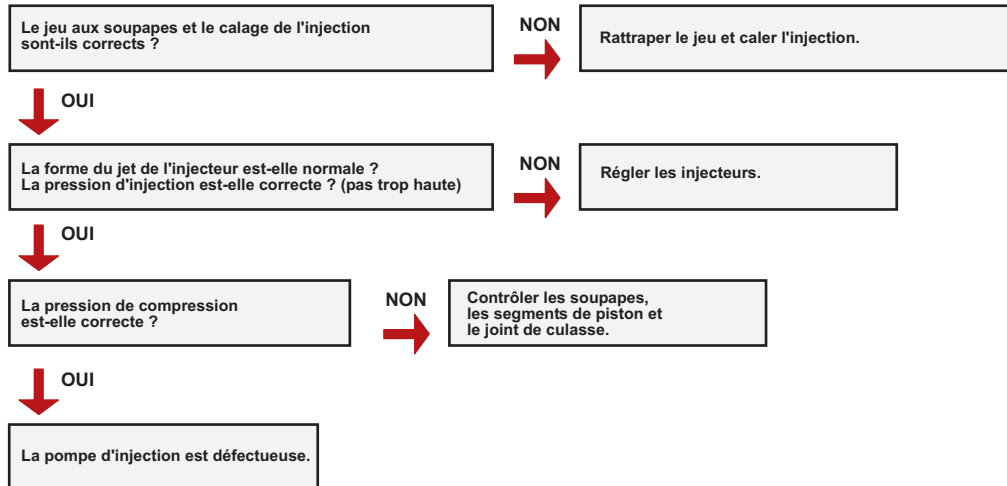 Le jeu aux soupapes et le calage de l'injection
sont-ils corrects ?
NON
Rattraper le jeu et caler l'injection.
OUI
La forme du jet de l'injecteur est-elle normale ?
La pression d'injection est-elle correcte ? (pas trop haute)
NON
Régler les injecteurs.
OUI
La pression de compression
est-elle correcte ?
NON
Contrôler les soupapes,
les segments de piston et
le joint de culasse.
OUI
La pompe d'injection est défectueuse.